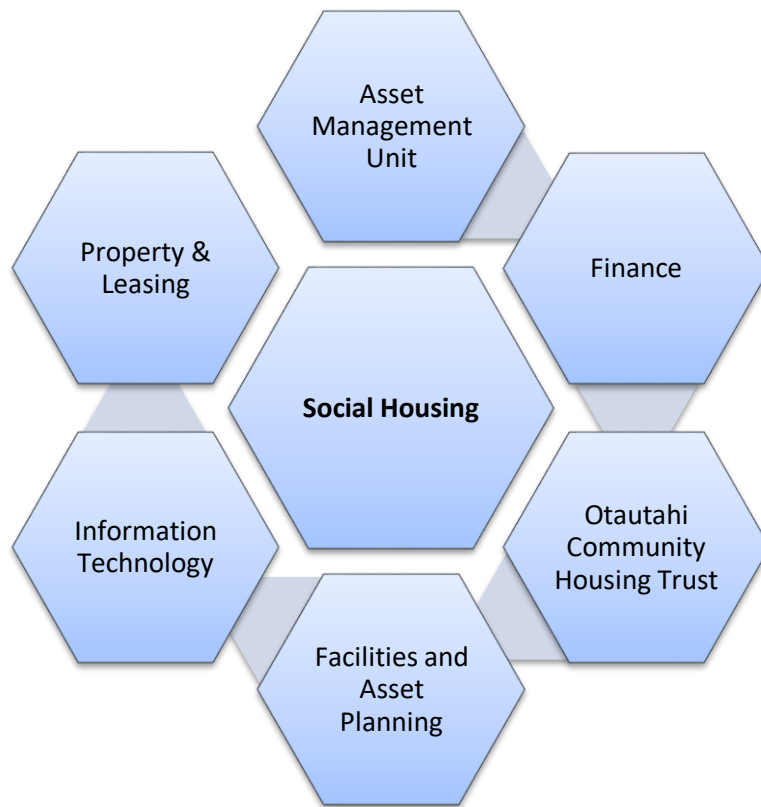 Asset
Management
Unit
Property &
Leasing
Finance
Social Housing
Information
Technology
Otautahi
Community
Housing Trust
Facilities and
Asset
Planning